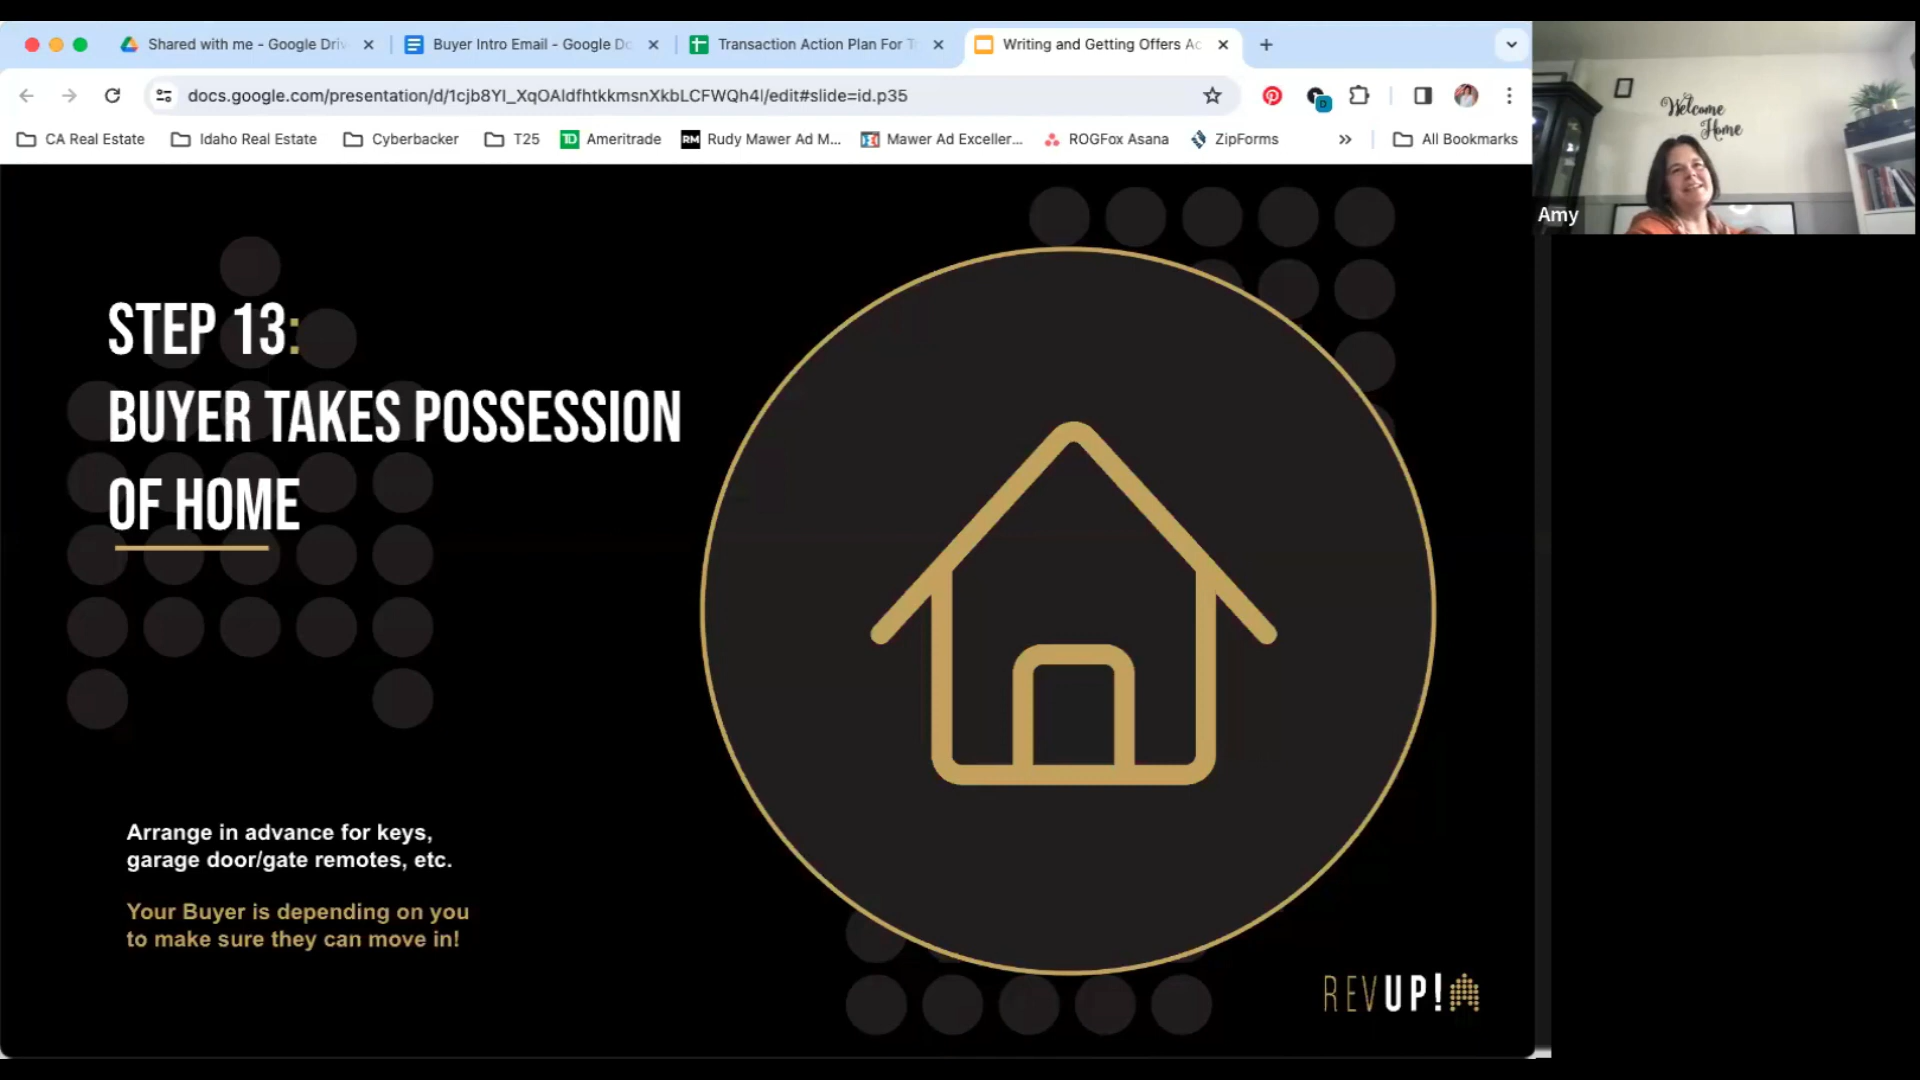 Shared with me - Google Driv
Buyer Intro Email - Google Do
Transaction Action Plan For T
Writing and Getting Offers Ac
docs.google.com/presentation/d/1cjb8YI_XqOAldfhtkkmsnXkbLCFWQh4I/edit#slide=id.p35
CA Real Estate
Idaho Real Estate
Cyberbacker
T25
Ameritrade
RM Rudy Mawer Ad M...
Mawer Ad Exceller...
ROGFox Asana
ZipForms
»
All Bookmarks
Welcome
Home
Amy
STEP 13:
BUYER TAKES POSSESSION
OF HOME
Arrange in advance for keys,
garage door/gate remotes, etc.
Your Buyer is depending on you
to make sure they can move in!
REVUP!